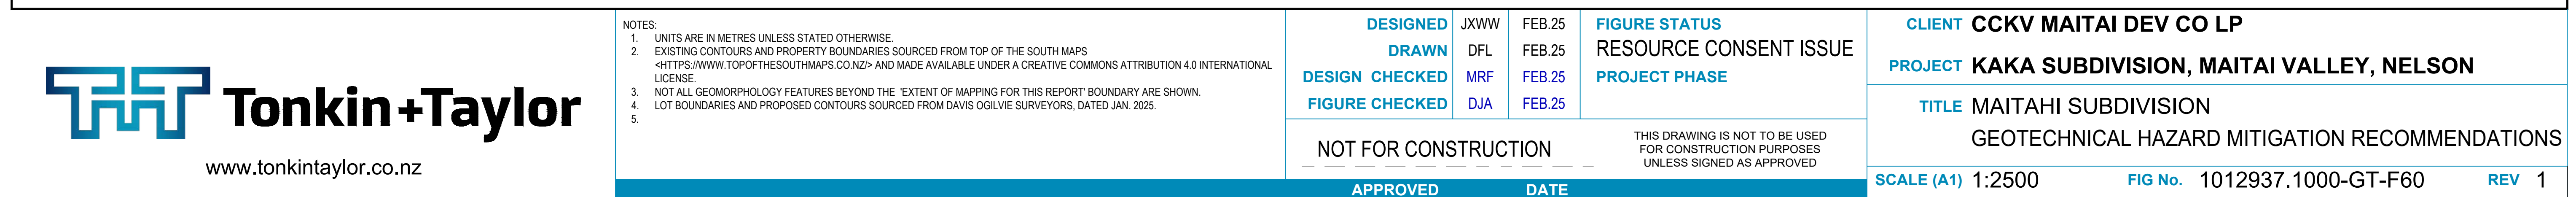 Tonkin+Taylor
www.tonkintaylor.co.nz
NOTES:
1. UNITS ARE IN METRES UNLESS STATED OTHERWISE.
2. EXISTING CONTOURS AND PROPERTY BOUNDARIES SOURCED FROM TOP OF THE SOUTH MAPS
<HTTPS://WWW.TOPOFTHESOUTHMAPS.CO.NZ/> AND MADE AVAILABLE UNDER A CREATIVE COMMONS ATTRIBUTION 4.0 INTERNATIONAL
LICENSE.
3. NOT ALL GEOMORPHOLOGY FEATURES BEYOND THE 'EXTENT OF MAPPING FOR THIS REPORT' BOUNDARY ARE SHOWN.
4. LOT BOUNDARIES AND PROPOSED CONTOURS SOURCED FROM DAVIS OGILVIE SURVEYORS, DATED JAN. 2025.
5.
DESIGNED JXWW FEB.25
DRAWN DFL FEB.25
DESIGN CHECKED MRF FEB.25
FIGURE CHECKED DJA FEB.25
NOT FOR CONSTRUCTION
APPROVED DATE
FIGURE STATUS
RESOURCE CONSENT ISSUE
PROJECT PHASE
THIS DRAWING IS NOT TO BE USED
FOR CONSTRUCTION PURPOSES
UNLESS SIGNED AS APPROVED
CLIENT CCKV MAITAI DEV CO LP
PROJECT KAKA SUBDIVISION, MAITAI VALLEY, NELSON
TITLE MAITAHI SUBDIVISION
GEOTECHNICAL HAZARD MITIGATION RECOMMENDATIONS
SCALE (A1) 1:2500 FIG No. 1012937.1000-GT-F60 REV 1